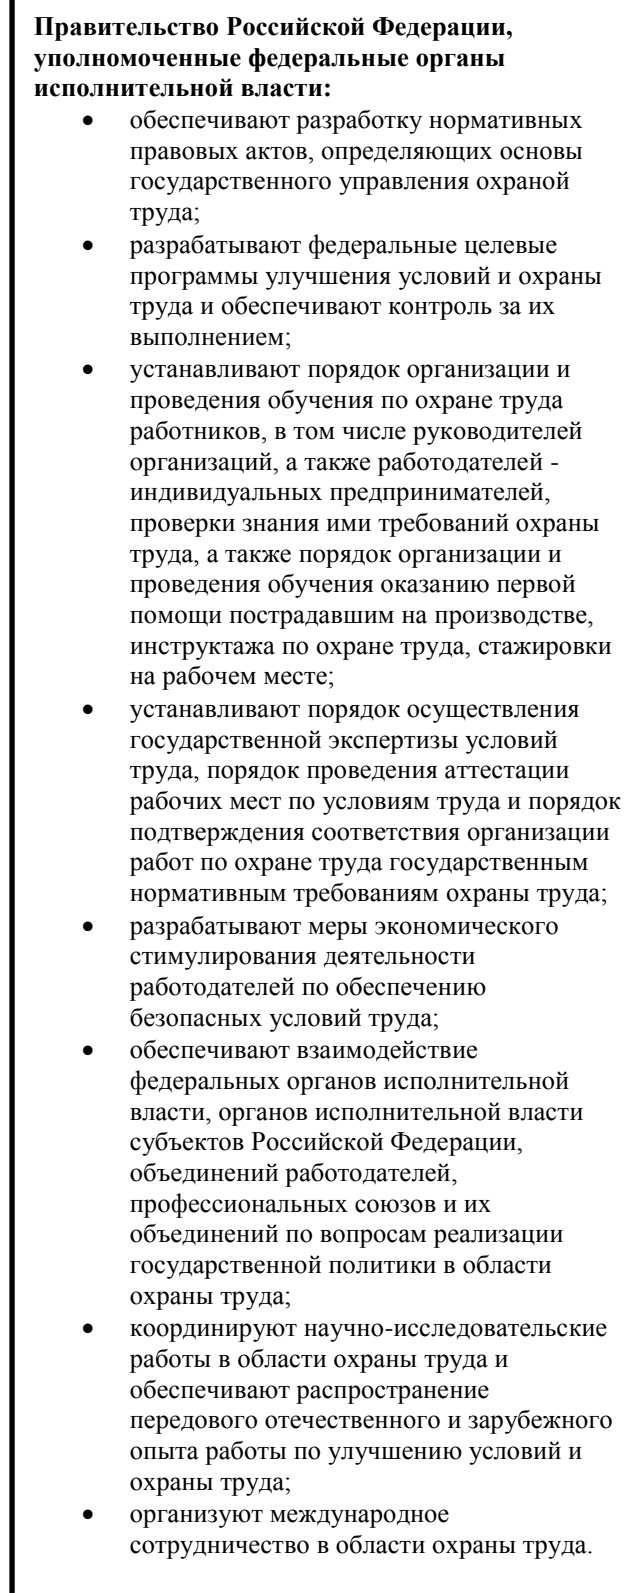 Правительство Российской Федерации,
уполномоченные федеральные органы
исполнительной власти:
• обеспечивают разработку нормативных
правовых актов, определяющих основы
государственного управления охраной
труда;
• разрабатывают федеральные целевые
программы улучшения условий и охраны
труда и обеспечивают контроль за их
выполнением;
• устанавливают порядок организации и
проведения обучения по охране труда
работников, в том числе руководителей
организаций, а также работодателей -
индивидуальных предпринимателей,
проверки знания ими требований охраны
труда, а также порядок организации и
проведения обучения оказанию первой
помощи пострадавшим на производстве,
инструктажа по охране труда, стажировки
на рабочем месте;
• устанавливают порядок осуществления
государственной экспертизы условий
труда, порядок проведения аттестации
рабочих мест по условиям труда и порядок
подтверждения соответствия организации
работ по охране труда государственным
нормативным требованиям охраны труда;
• разрабатывают меры экономического
стимулирования деятельности
работодателей по обеспечению
безопасных условий труда;
• обеспечивают взаимодействие
федеральных органов исполнительной
власти, органов исполнительной власти
субъектов Российской Федерации,
объединений работодателей,
профессиональных союзов и их
объединений по вопросам реализации
государственной политики в области
охраны труда;
• координируют научно-исследовательские
работы в области охраны труда и
обеспечивают распространение
передового отечественного и зарубежного
опыта работы по улучшению условий и
охраны труда;
• организуют международное
сотрудничество в области охраны труда.